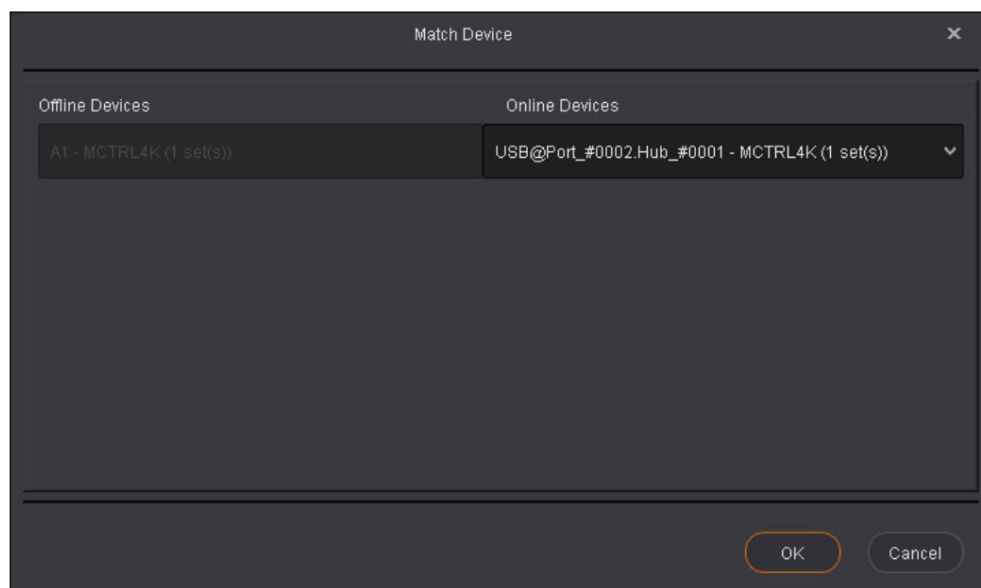 Match Device
Offline Devices
Online Devices
A1 - MCTRL4K (1 set(s))
USB@Port_#0002.Hub_#0001 - MCTRL4K (1 set(s))
OK
Cancel